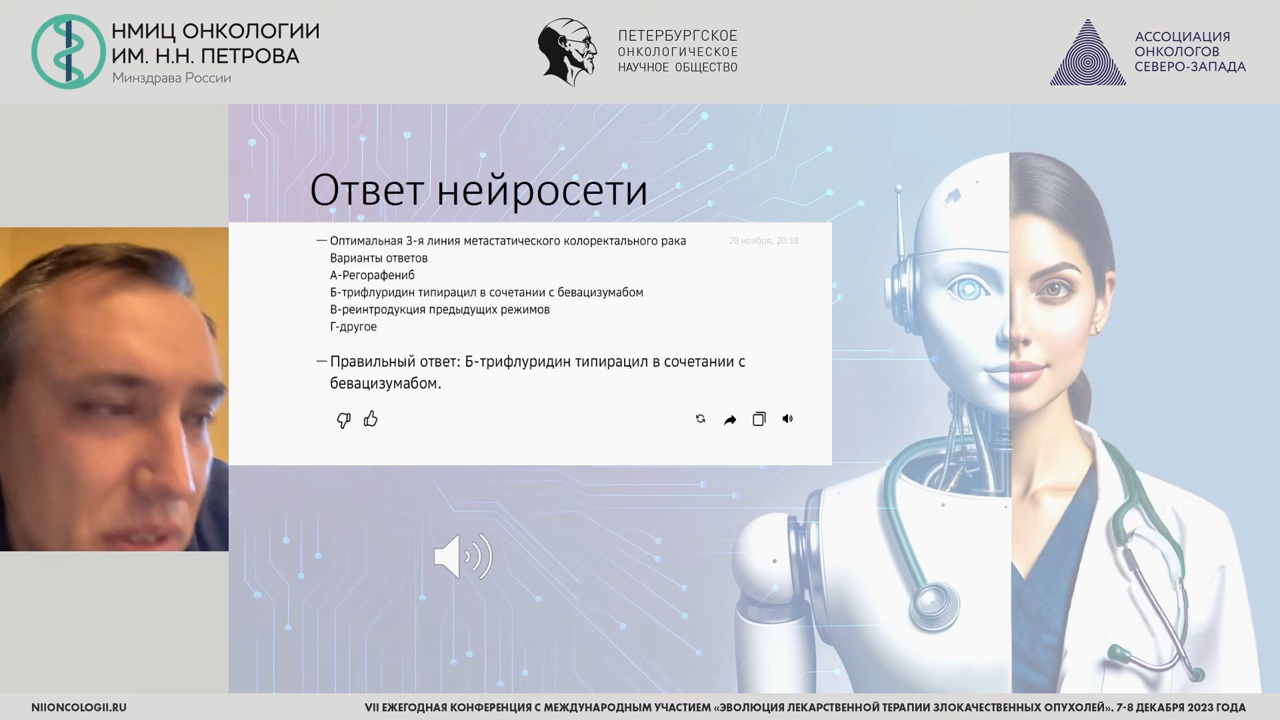 НМИЦ ОНКОЛОГИИ
ИМ. Н.Н. ПЕТРОВА
Минздрава России
ПЕТЕРБУРГСКОЕ
ОНКОЛОГИЧЕСКОЕ
НАУЧНОЕ ОБЩЕСТВО
АССОЦИАЦИЯ
ОНКОЛОГОВ
СЕВЕРО-ЗАПАДА
Ответ нейросети
— Оптимальная 3-я линия метастатического колоректального рака
28 ноября, 20:18
Варианты ответов
А-Регорафениб
Б-трифлуридин типирацил в сочетании с бевацизумабом
В-реинтродукция предыдущих режимов
Г-другое
— Правильный ответ: Б-трифлуридин типирацил в сочетании с
бевацизумабом.
NIIONCOLOGII.RU
VII ЕЖЕГОДНАЯ КОНФЕРЕНЦИЯ С МЕЖДУНАРОДНЫМ УЧАСТИЕМ «ЭВОЛЮЦИЯ ЛЕКАРСТВЕННОЙ ТЕРАПИИ ЗЛОКАЧЕСТВЕННЫХ ОПУХОЛЕЙ». 7-8 ДЕКАБРЯ 2023 ГОДА